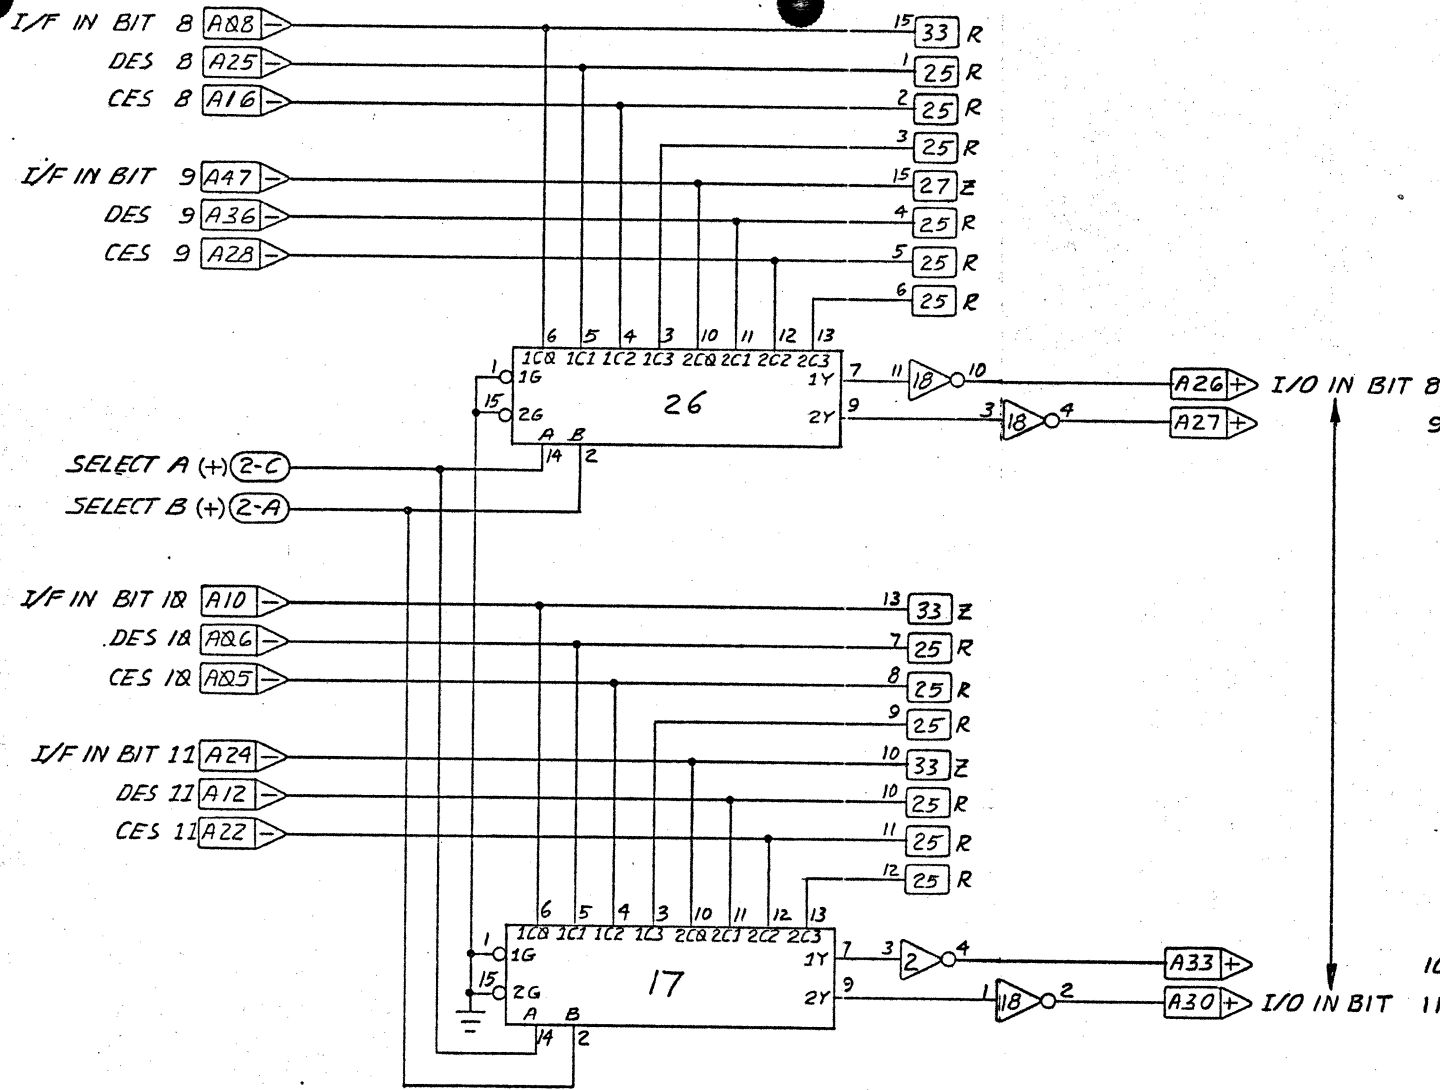 I/F IN BIT 8 A08 − 15 33 R
DES 8 A25 − 1 25 R
CES 8 A16 − 2 25 R
3 25 R
I/F IN BIT 9 A47 − 15 27 Z
DES 9 A36 − 4 25 R
CES 9 A28 − 5 25 R
6 25 R
6 5 4 3 10 11 12 13
1C0 1C1 1C2 1C3 2C0 2C1 2C2 2C3
1 1G 1Y 7 11 18 10 A26 + I/O IN BIT 8
15 2G 26 2Y 9 3 18 4 A27 + 9
A B
14 2
SELECT A (+) 2-C
SELECT B (+) 2-A
I/F IN BIT 10 A10 − 13 33 Z
DES 10 A06 − 7 25 R
CES 10 A05 − 8 25 R
9 25 R
I/F IN BIT 11 A24 − 10 33 Z
DES 11 A12 − 10 25 R
CES 11 A22 − 11 25 R
12 25 R
6 5 4 3 10 11 12 13
1C0 1C1 1C2 1C3 2C0 2C1 2C2 2C3
1 1G 1Y 7 3 2 4 A33 + 10
15 2G 17 2Y 9 1 18 2 A30 + I/O IN BIT 11
A B
14 2